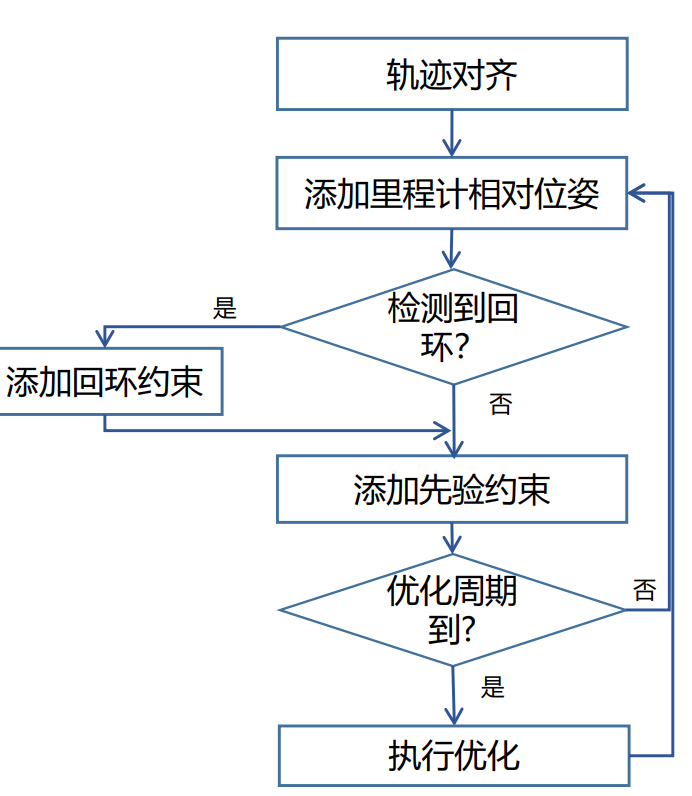 轨迹对齐
添加里程计相对位姿
检测到回
环?
是
添加回环约束
否
添加先验约束
优化周期
到?
否
是
执行优化